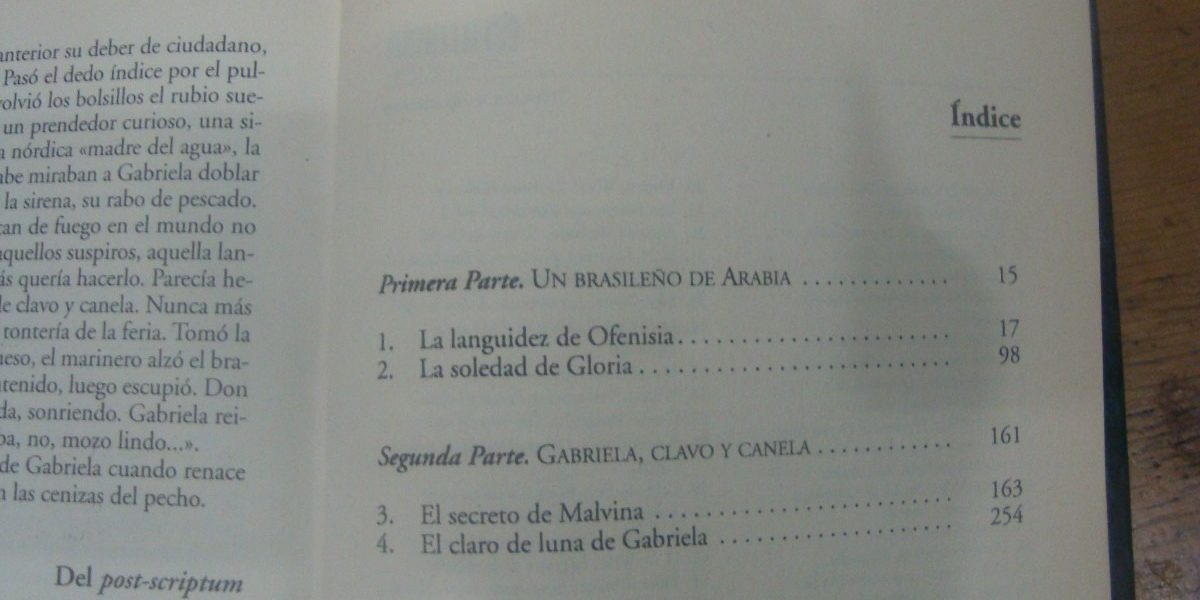 anterior su deber de ciudadano,
Pasó el dedo índice por el pul-
volvió los bolsillos el rubio sue-
un prendedor curioso, una si-
nórdica «madre del agua», la
miraban a Gabriela doblar
la sirena, su rabo de pescado.
de fuego en el mundo no
aquellos suspiros, aquella lan-
quería hacerlo. Parecía he-
clavo y canela. Nunca más
tontería de la feria. Tomó la
el marinero alzó el bra-
luego escupió. Don
sonriendo. Gabriela rei-
no, mozo lindo...».
de Gabriela cuando renace
las cenizas del pecho.
Del post-scriptum
Índice
Primera Parte. UN BRASILEÑO DE ARABIA .............. 15
1. La languidez de Ofenisia........................... 17
2. La soledad de Gloria .............................. 98
Segunda Parte. GABRIELA, CLAVO Y CANELA ............ 161
3. El secreto de Malvina ............................. 163
4. El claro de luna de Gabriela ...................... 254